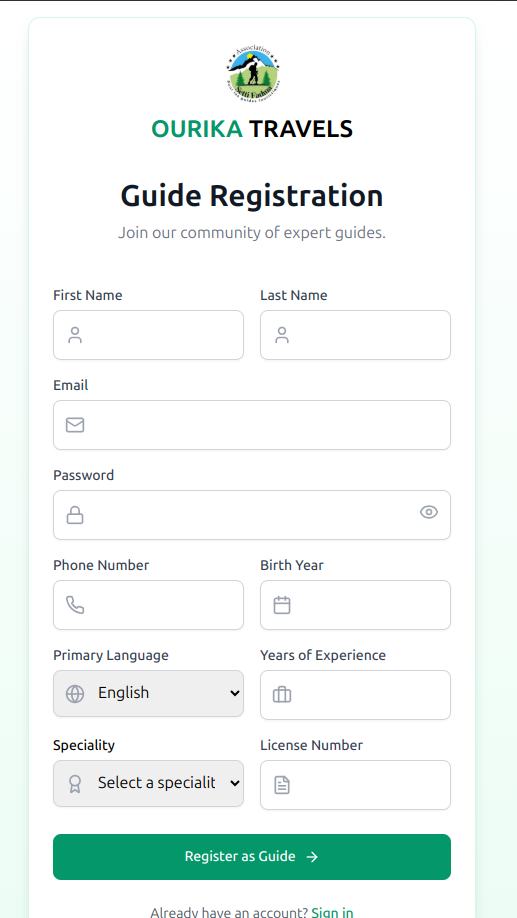 Association
Setti Fadma
OURIKA TRAVELS
Guide Registration
Join our community of expert guides.
First Name
Last Name
Email
Password
Phone Number
Birth Year
Primary Language
Years of Experience
English
Speciality
License Number
Select a specialit
Register as Guide
Already have an account? Sign in